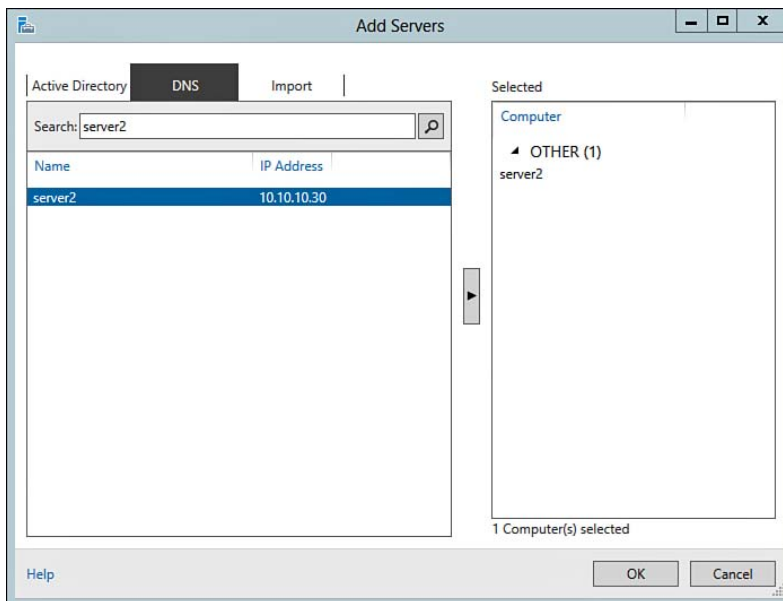 Add Servers
Active Directory DNS Import
Search: server2
Name IP Address
server2 10.10.10.30
Selected
Computer
OTHER (1)
server2
1 Computer(s) selected
Help OK Cancel